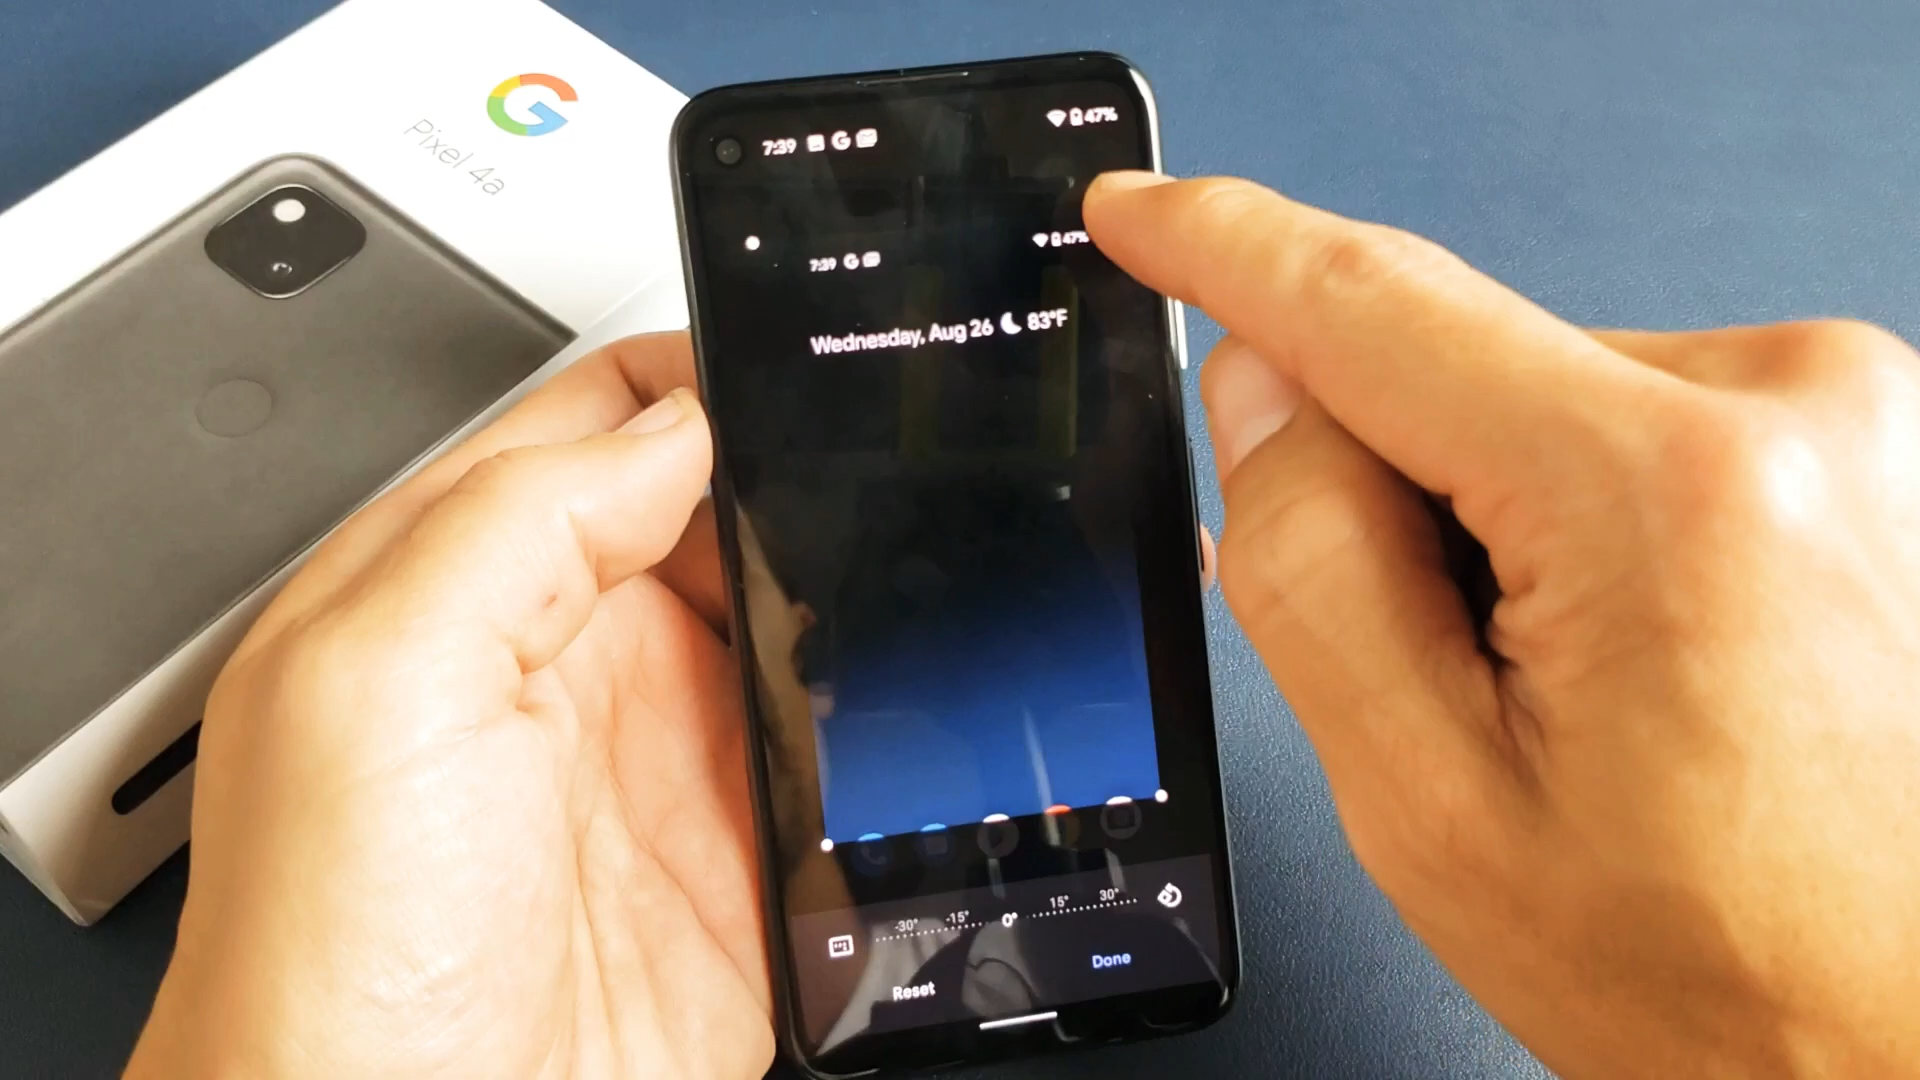 G
Pixel 4a
7:39 G 47%
7:39 G 47%
Wednesday, Aug 26 83°F
-30° -15° 0° 15° 30°
Reset Done